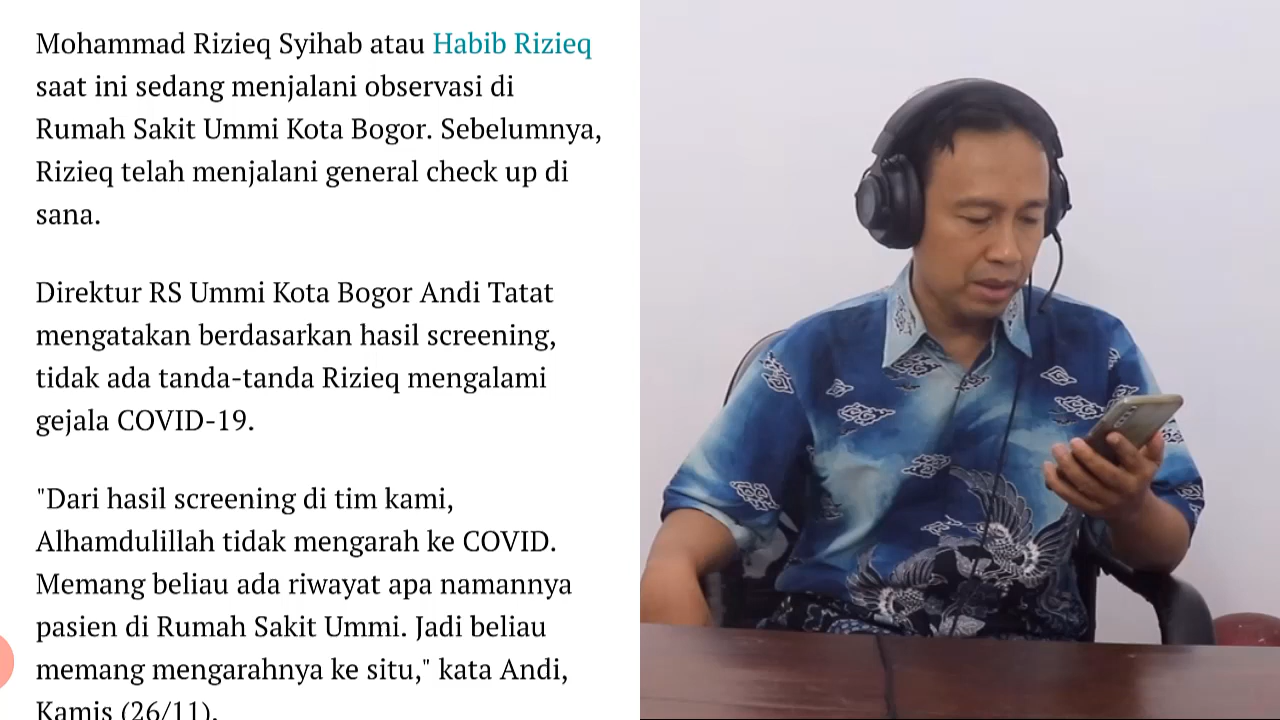 Mohammad Rizieq Syihab atau Habib Rizieq
saat ini sedang menjalani observasi di
Rumah Sakit Ummi Kota Bogor. Sebelumnya,
Rizieq telah menjalani general check up di
sana.
Direktur RS Ummi Kota Bogor Andi Tatat
mengatakan berdasarkan hasil screening,
tidak ada tanda-tanda Rizieq mengalami
gejala COVID-19.
"Dari hasil screening di tim kami,
Alhamdulillah tidak mengarah ke COVID.
Memang beliau ada riwayat apa namannya
pasien di Rumah Sakit Ummi. Jadi beliau
memang mengarahnya ke situ," kata Andi,
Kamis (26/11).